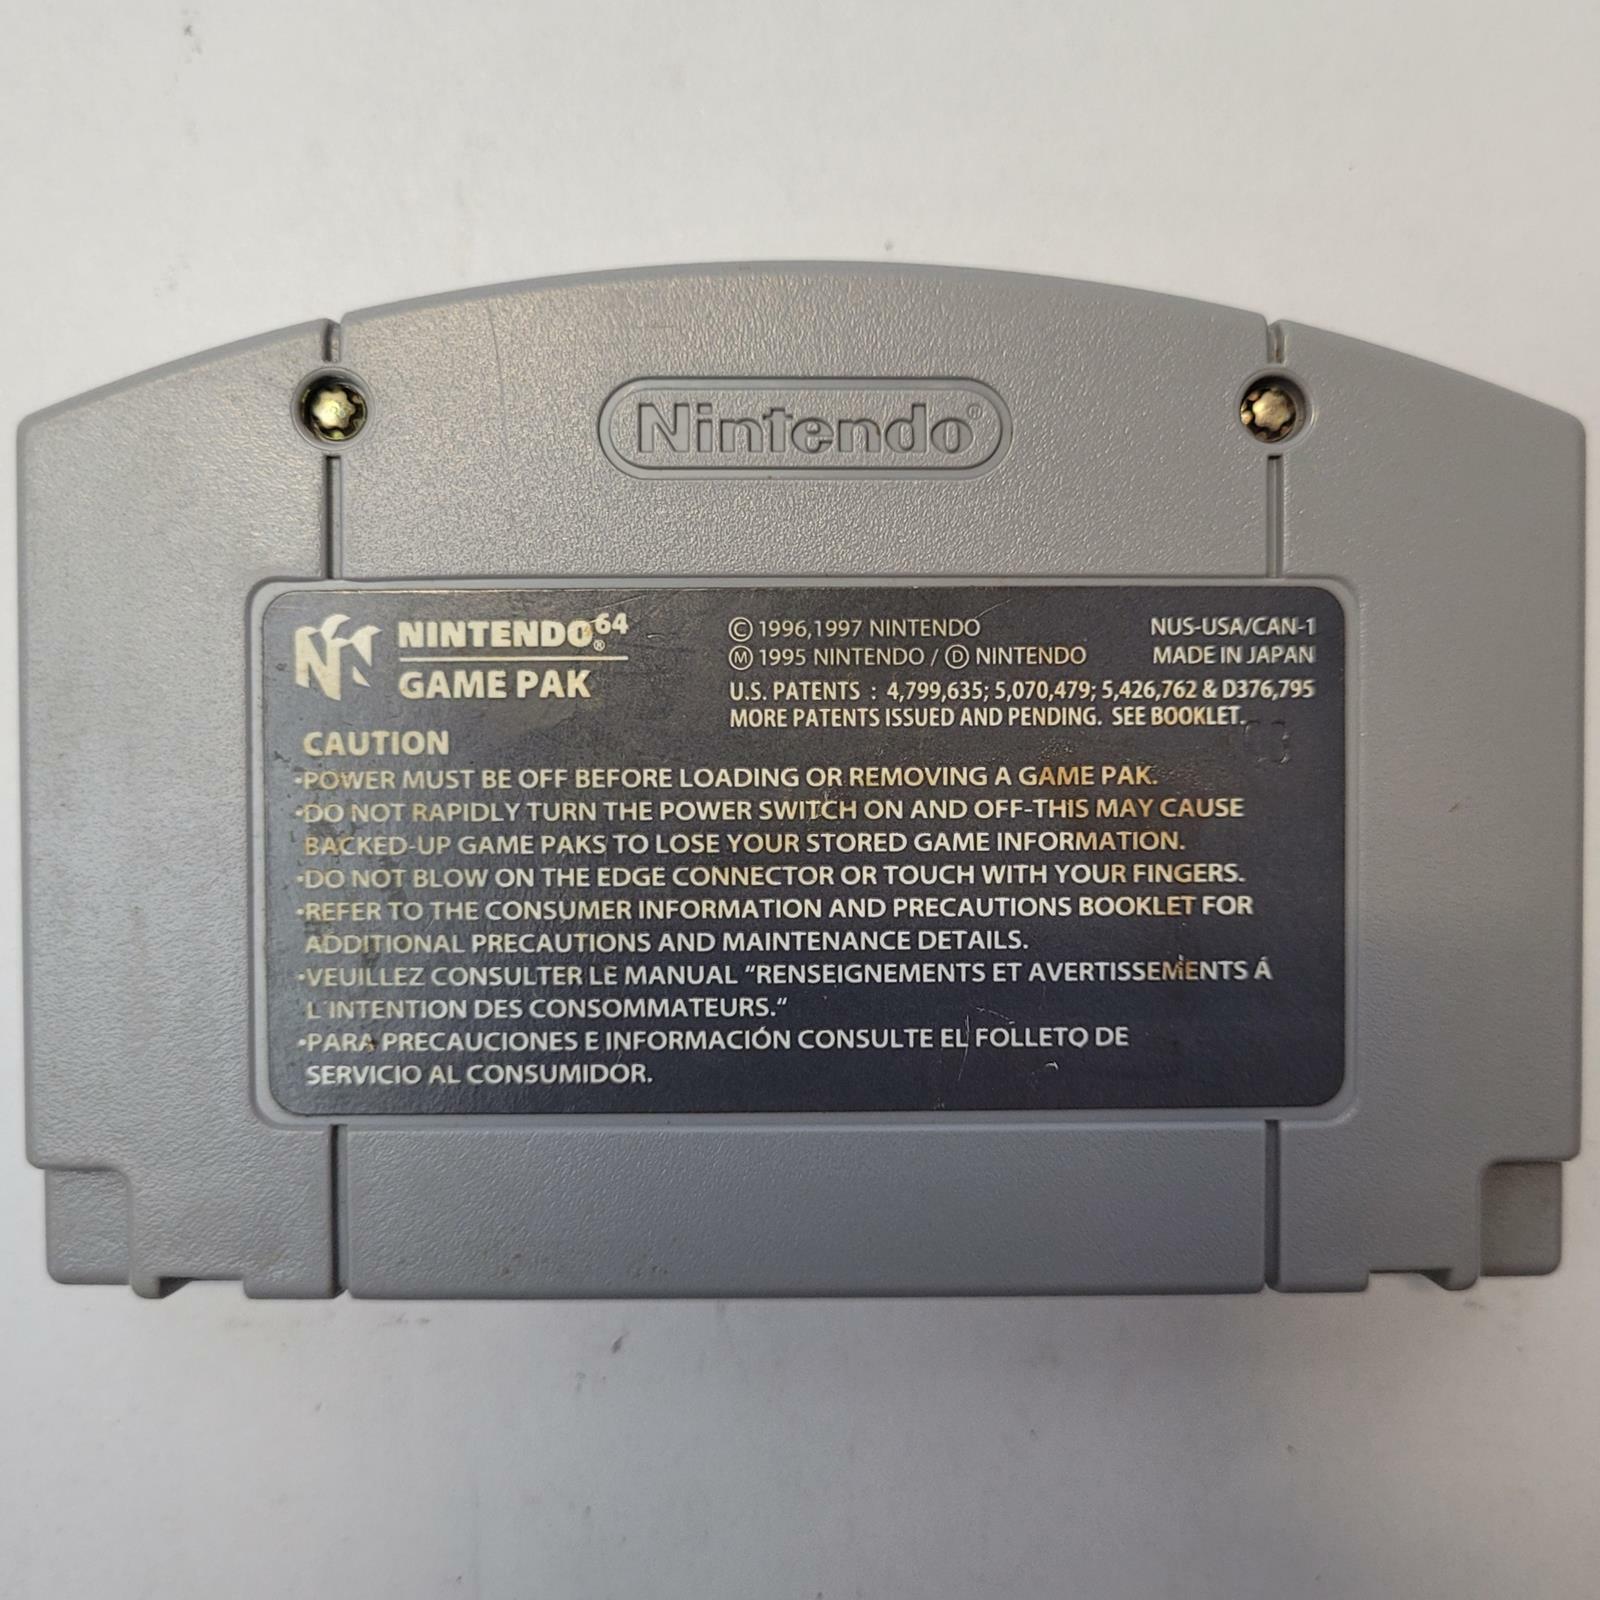 Nintendo®
NINTENDO®64
GAME PAK
© 1996,1997 NINTENDO
Ⓜ 1995 NINTENDO / Ⓓ NINTENDO
NUS-USA/CAN-1
MADE IN JAPAN
U.S. PATENTS : 4,799,635; 5,070,479; 5,426,762 & D376,795
MORE PATENTS ISSUED AND PENDING. SEE BOOKLET.
CAUTION
•POWER MUST BE OFF BEFORE LOADING OR REMOVING A GAME PAK.
•DO NOT RAPIDLY TURN THE POWER SWITCH ON AND OFF-THIS MAY CAUSE
BACKED-UP GAME PAKS TO LOSE YOUR STORED GAME INFORMATION.
•DO NOT BLOW ON THE EDGE CONNECTOR OR TOUCH WITH YOUR FINGERS.
•REFER TO THE CONSUMER INFORMATION AND PRECAUTIONS BOOKLET FOR
ADDITIONAL PRECAUTIONS AND MAINTENANCE DETAILS.
•VEUILLEZ CONSULTER LE MANUAL “RENSEIGNEMENTS ET AVERTISSEMENTS Á
L'INTENTION DES CONSOMMATEURS.“
•PARA PRECAUCIONES E INFORMACIÓN CONSULTE EL FOLLETO DE
SERVICIO AL CONSUMIDOR.